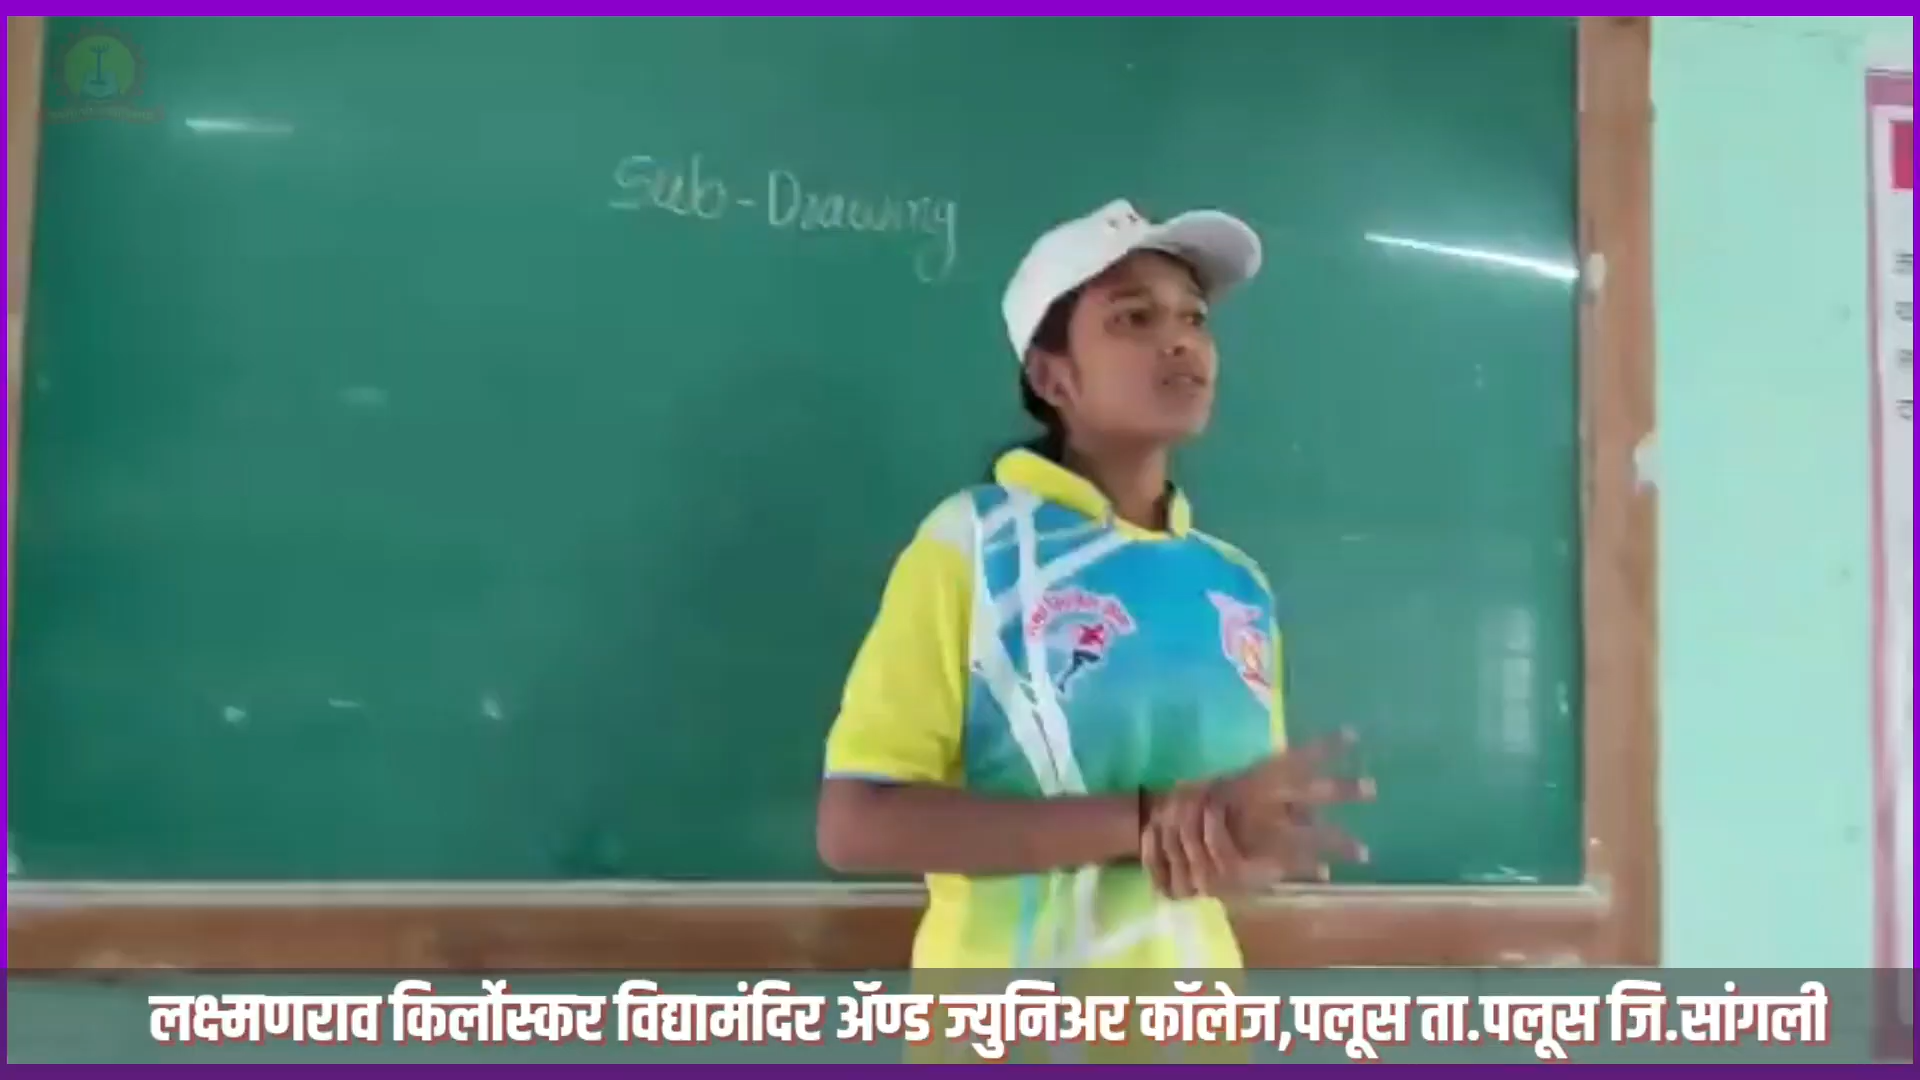 Sub-Drawing
लक्ष्मणराव किर्लोस्कर विद्यामंदिर ॲण्ड ज्युनिअर कॉलेज,पलूस ता.पलूस जि.सांगली